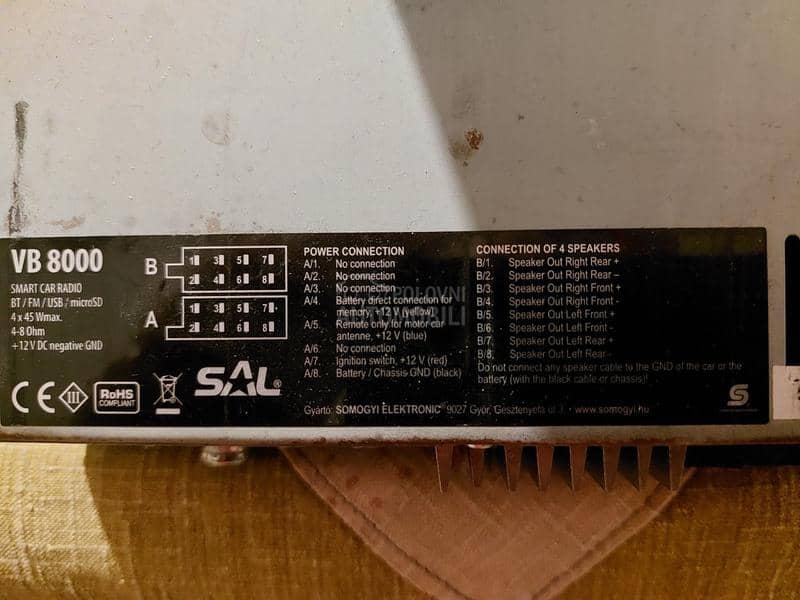 VB 8000
SMART CAR RADIO
BT / FM / USB / microSD
4 x 45 Wmax.
4-8 Ohm
+12 V DC negative GND
B
1 3 5 7
2 4 6 8
A
1 3 5 7
2 4 6 8
CE III RoHS COMPLIANT SAL®
POWER CONNECTION
A/1. No connection
A/2. No connection
A/3. No connection
A/4. Battery direct connection for
memory, +12 V (yellow)
A/5. Remote only for motor car
antenne, +12 V (blue)
A/6. No connection
A/7. Ignition switch, +12 V (red)
A/8. Battery / Chassis GND (black)
CONNECTION OF 4 SPEAKERS
B/1. Speaker Out Right Rear +
B/2. Speaker Out Right Rear –
B/3. Speaker Out Right Front +
B/4. Speaker Out Right Front -
B/5. Speaker Out Left Front +
B/6. Speaker Out Left Front -
B/7. Speaker Out Left Rear +
B/8. Speaker Out Left Rear -
Do not connect any speaker cable to the GND of the car or the
battery (with the black cable or chassis)!
Gyártó: SOMOGYI ELEKTRONIC® 9027 Győr, Gesztenyefa út 3. • www.somogyi.hu
POLOVNI
AUTOMOBILI